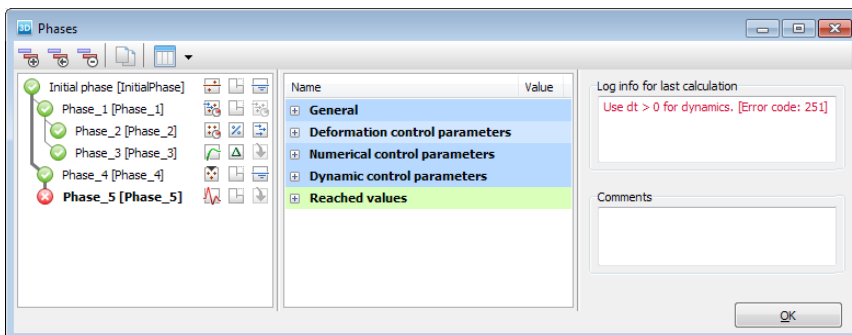 3D Phases
Initial phase [InitialPhase]
Phase_1 [Phase_1]
Phase_2 [Phase_2]
Phase_3 [Phase_3]
Phase_4 [Phase_4]
Phase_5 [Phase_5]
Name Value
General
Deformation control parameters
Numerical control parameters
Dynamic control parameters
Reached values
Log info for last calculation
Use dt > 0 for dynamics. [Error code: 251]
Comments
OK